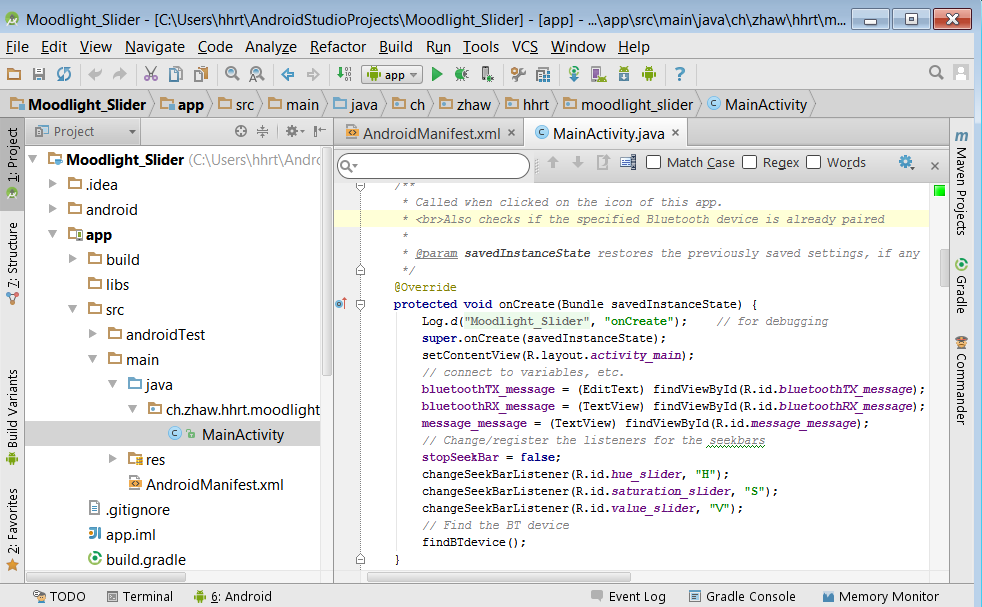 Moodlight_Slider - [C:\Users\hhrt\AndroidStudioProjects\Moodlight_Slider] - [app] - ...\app\src\main\java\ch\zhaw\hhrt\m...
File Edit View Navigate Code Analyze Refactor Build Run Tools VCS Window Help
app
Moodlight_Slider app src main java ch zhaw hhrt moodlight_slider MainActivity
1: Project
7: Structure
Build Variants
2: Favorites
Project
Moodlight_Slider (C:\Users\hhrt\Andro
.idea
android
app
build
libs
src
androidTest
main
java
ch.zhaw.hhrt.moodlight
MainActivity
res
AndroidManifest.xml
.gitignore
app.iml
build.gradle
AndroidManifest.xml MainActivity.java
Match Case Regex Words
/**
* Called when clicked on the icon of this app.
* <br>Also checks if the specified Bluetooth device is already paired
*
* @param savedInstanceState restores the previously saved settings, if any
*/
@Override
protected void onCreate(Bundle savedInstanceState) {
Log.d("Moodlight_Slider", "onCreate"); // for debugging
super.onCreate(savedInstanceState);
setContentView(R.layout.activity_main);
// connect to variables, etc.
bluetoothTX_message = (EditText) findViewById(R.id.bluetoothTX_message);
bluetoothRX_message = (TextView) findViewById(R.id.bluetoothRX_message);
message_message = (TextView) findViewById(R.id.message_message);
// Change/register the listeners for the seekbars
stopSeekBar = false;
changeSeekBarListener(R.id.hue_slider, "H");
changeSeekBarListener(R.id.saturation_slider, "S");
changeSeekBarListener(R.id.value_slider, "V");
// Find the BT device
findBTdevice();
}
Maven Projects
Gradle
Commander
TODO Terminal 6: Android Event Log Gradle Console Memory Monitor